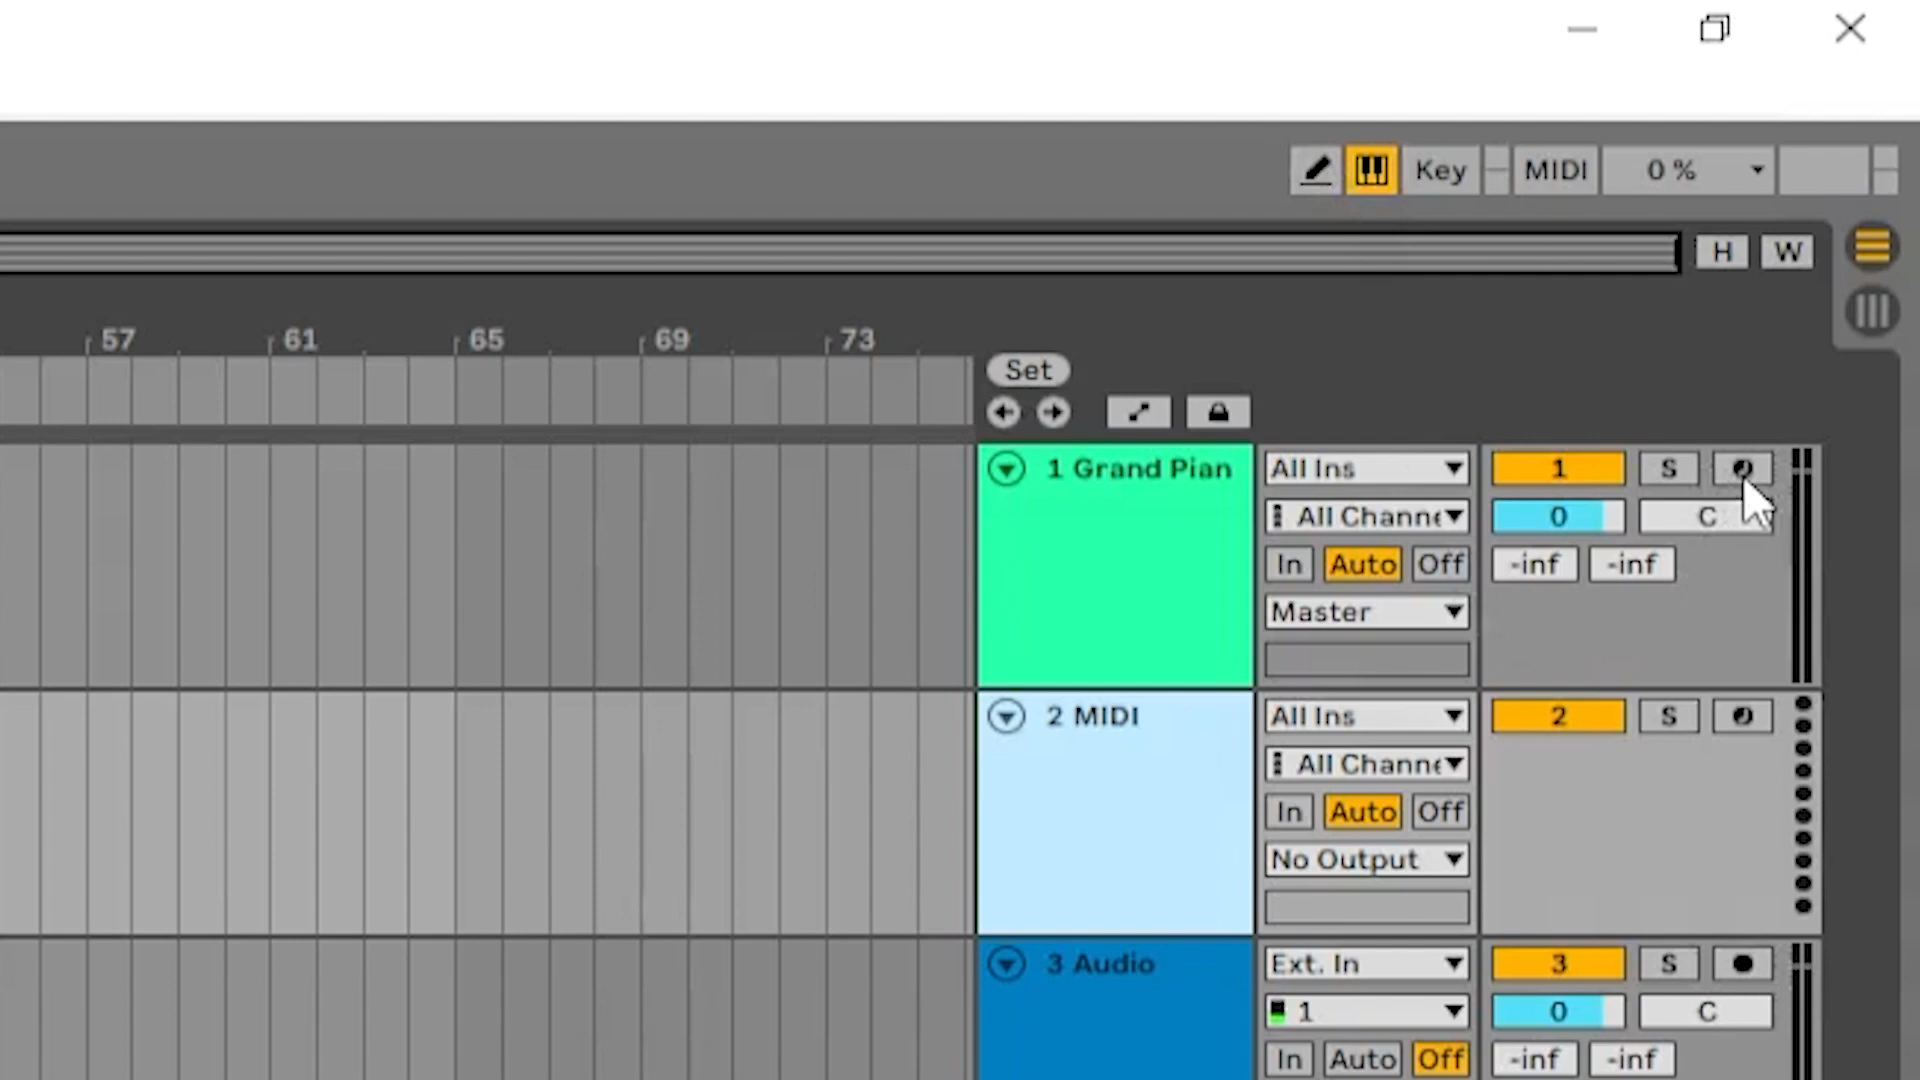 Key MIDI 0 %
H W
57 61 65 69 73
Set
1 Grand Pian All Ins 1 S
All Channe 0 C
In Auto Off -inf -inf
Master
2 MIDI All Ins 2 S
All Channe
In Auto Off
No Output
3 Audio Ext. In 3 S
1 0 C
In Auto Off -inf -inf